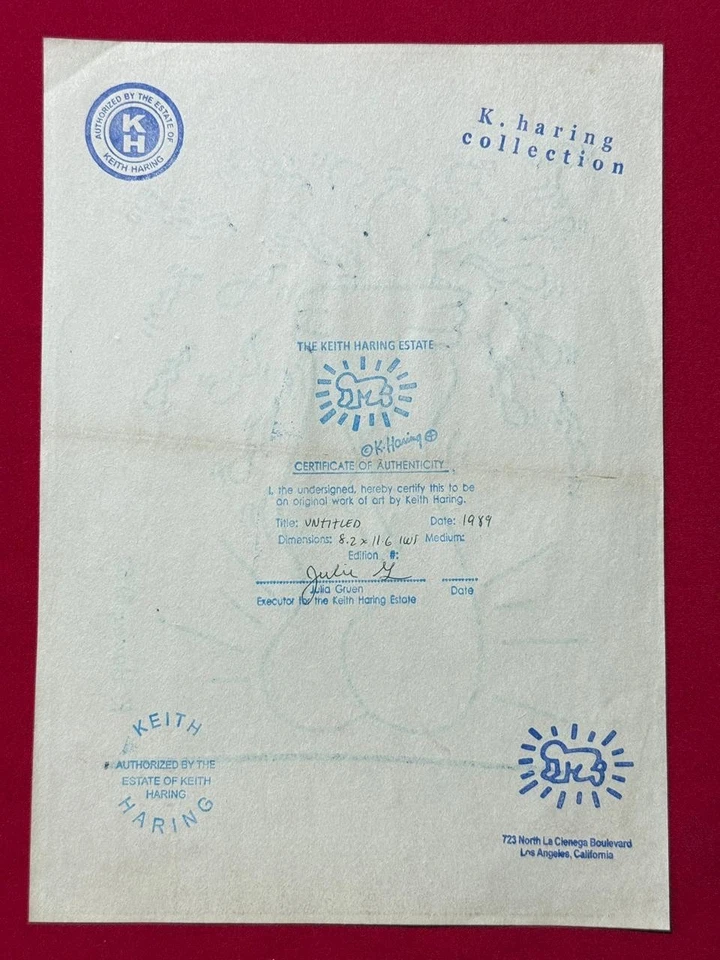 AUTHORIZED BY THE ESTATE OF
KH
KEITH HARING
K. haring
collection
THE KEITH HARING ESTATE
©K.Haring
CERTIFICATE OF AUTHENTICITY
I, the undersigned, hereby certify this to be
an original work of art by Keith Haring.
Title: UNTITLED Date: 1989
Dimensions: 8.2 x 11.6 Medium:
Edition #:
Julia Gruen Date
Executor for the Keith Haring Estate
KEITH
AUTHORIZED BY THE
ESTATE OF KEITH
HARING
HARING
723 North La Cienega Boulevard
Los Angeles, California